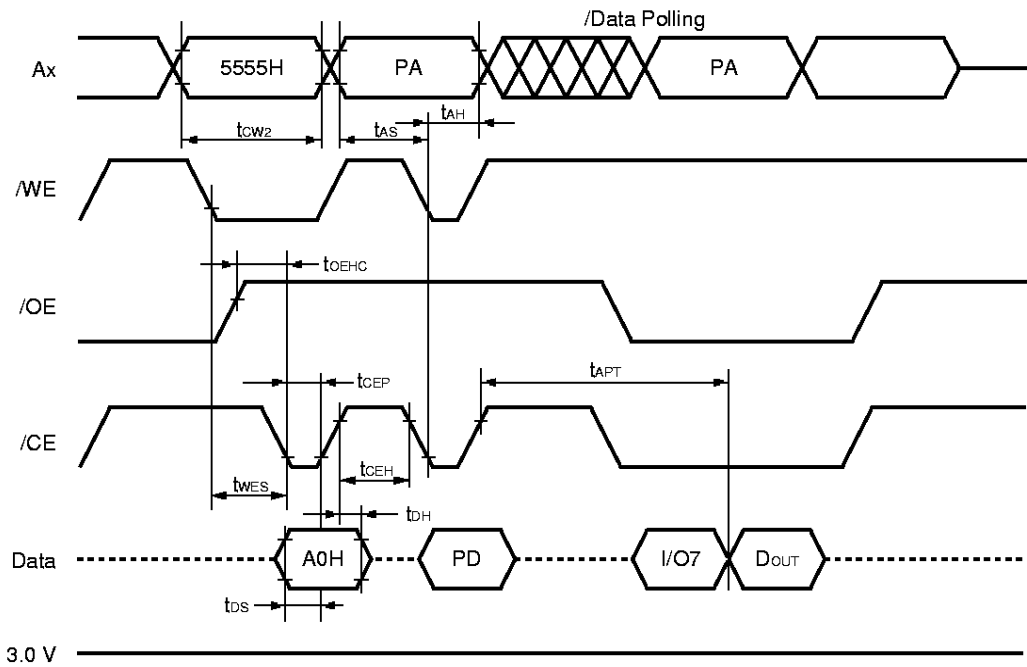 /Data Polling
Ax 5555H PA PA
tCW2 tAS tAH
/WE
tOEHC
/OE
tCEP tAPT
/CE
tCEH
tWES
tDH
Data A0H PD I/O7 DOUT
tDS
3.0 V